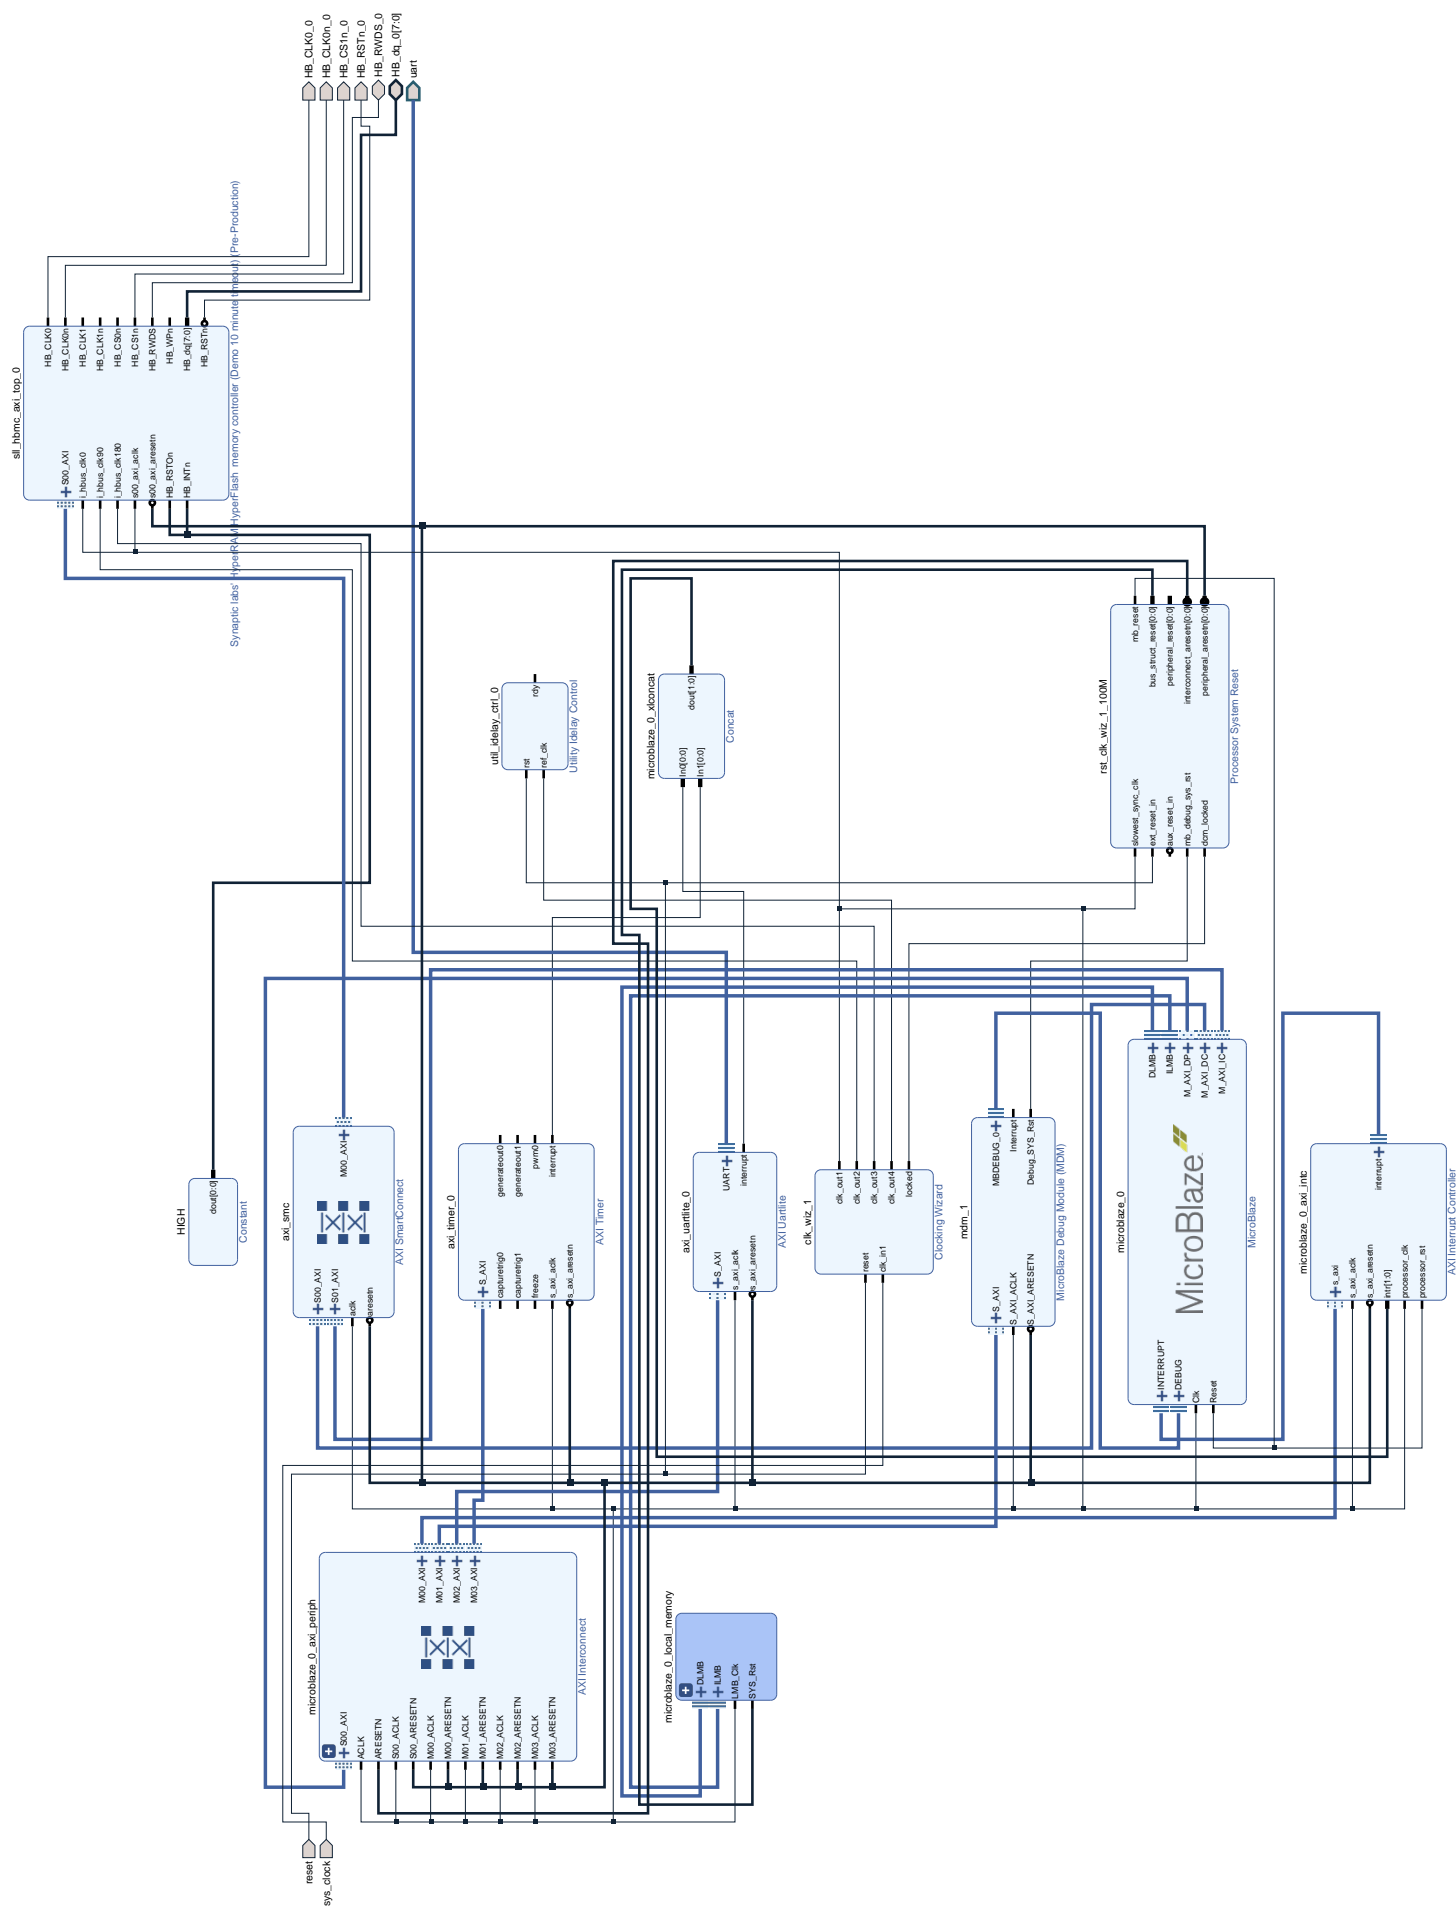 reset
sys_clock
microblaze_0_axi_periph
S00_AXI
ACLK
ARESETN
S00_ACLK
S00_ARESETN
M00_ACLK
M00_ARESETN
M01_ACLK
M01_ARESETN
M02_ACLK
M02_ARESETN
M03_ACLK
M03_ARESETN
M00_AXI
M01_AXI
M02_AXI
M03_AXI
AXI Interconnect
microblaze_0_local_memory
DLMB
ILMB
LMB_Clk
SYS_Rst
HIGH
dout[0:0]
Constant
axi_smc
S00_AXI
S01_AXI
aclk
aresetn
M00_AXI
AXI SmartConnect
axi_timer_0
S_AXI
capturetrig0
capturetrig1
freeze
s_axi_aclk
s_axi_aresetn
generateout0
generateout1
pwm0
interrupt
AXI Timer
axi_uartlite_0
S_AXI
s_axi_aclk
s_axi_aresetn
UART
interrupt
AXI Uartlite
clk_wiz_1
reset
clk_in1
clk_out1
clk_out2
clk_out3
clk_out4
locked
Clocking Wizard
mdm_1
S_AXI
S_AXI_ACLK
S_AXI_ARESETN
MBDEBUG_0
Interrupt
Debug_SYS_Rst
MicroBlaze Debug Module (MDM)
microblaze_0
INTERRUPT
DEBUG
Clk
Reset
MicroBlaze
DLMB
ILMB
M_AXI_DP
M_AXI_DC
M_AXI_IC
MicroBlaze
microblaze_0_axi_intc
s_axi
s_axi_aclk
s_axi_aresetn
intr[1:0]
processor_clk
processor_rst
interrupt
AXI Interrupt Controller
util_idelay_ctrl_0
rst
ref_clk
rdy
Utility Idelay Control
microblaze_0_xlconcat
In0[0:0]
In1[0:0]
dout[1:0]
Concat
rst_clk_wiz_1_100M
slowest_sync_clk
ext_reset_in
aux_reset_in
mb_debug_sys_rst
dcm_locked
mb_reset
bus_struct_reset[0:0]
peripheral_reset[0:0]
interconnect_aresetn[0:0]
peripheral_aresetn[0:0]
Processor System Reset
sll_hbmc_axi_top_0
S00_AXI
i_hbus_clk0
i_hbus_clk90
i_hbus_clk180
s00_axi_aclk
s00_axi_aresetn
HB_RSTOn
HB_INTn
HB_CLK0
HB_CLK0n
HB_CLK1
HB_CLK1n
HB_CS0n
HB_CS1n
HB_RWDS
HB_WPn
HB_dq[7:0]
HB_RSTn
Synaptic labs' HyperRAM/HyperFlash memory controller (Demo 10 minute timeout) (Pre-Production)
HB_CLK0_0
HB_CLK0n_0
HB_CS1n_0
HB_RSTn_0
HB_RWDS_0
HB_dq_0[7:0]
uart